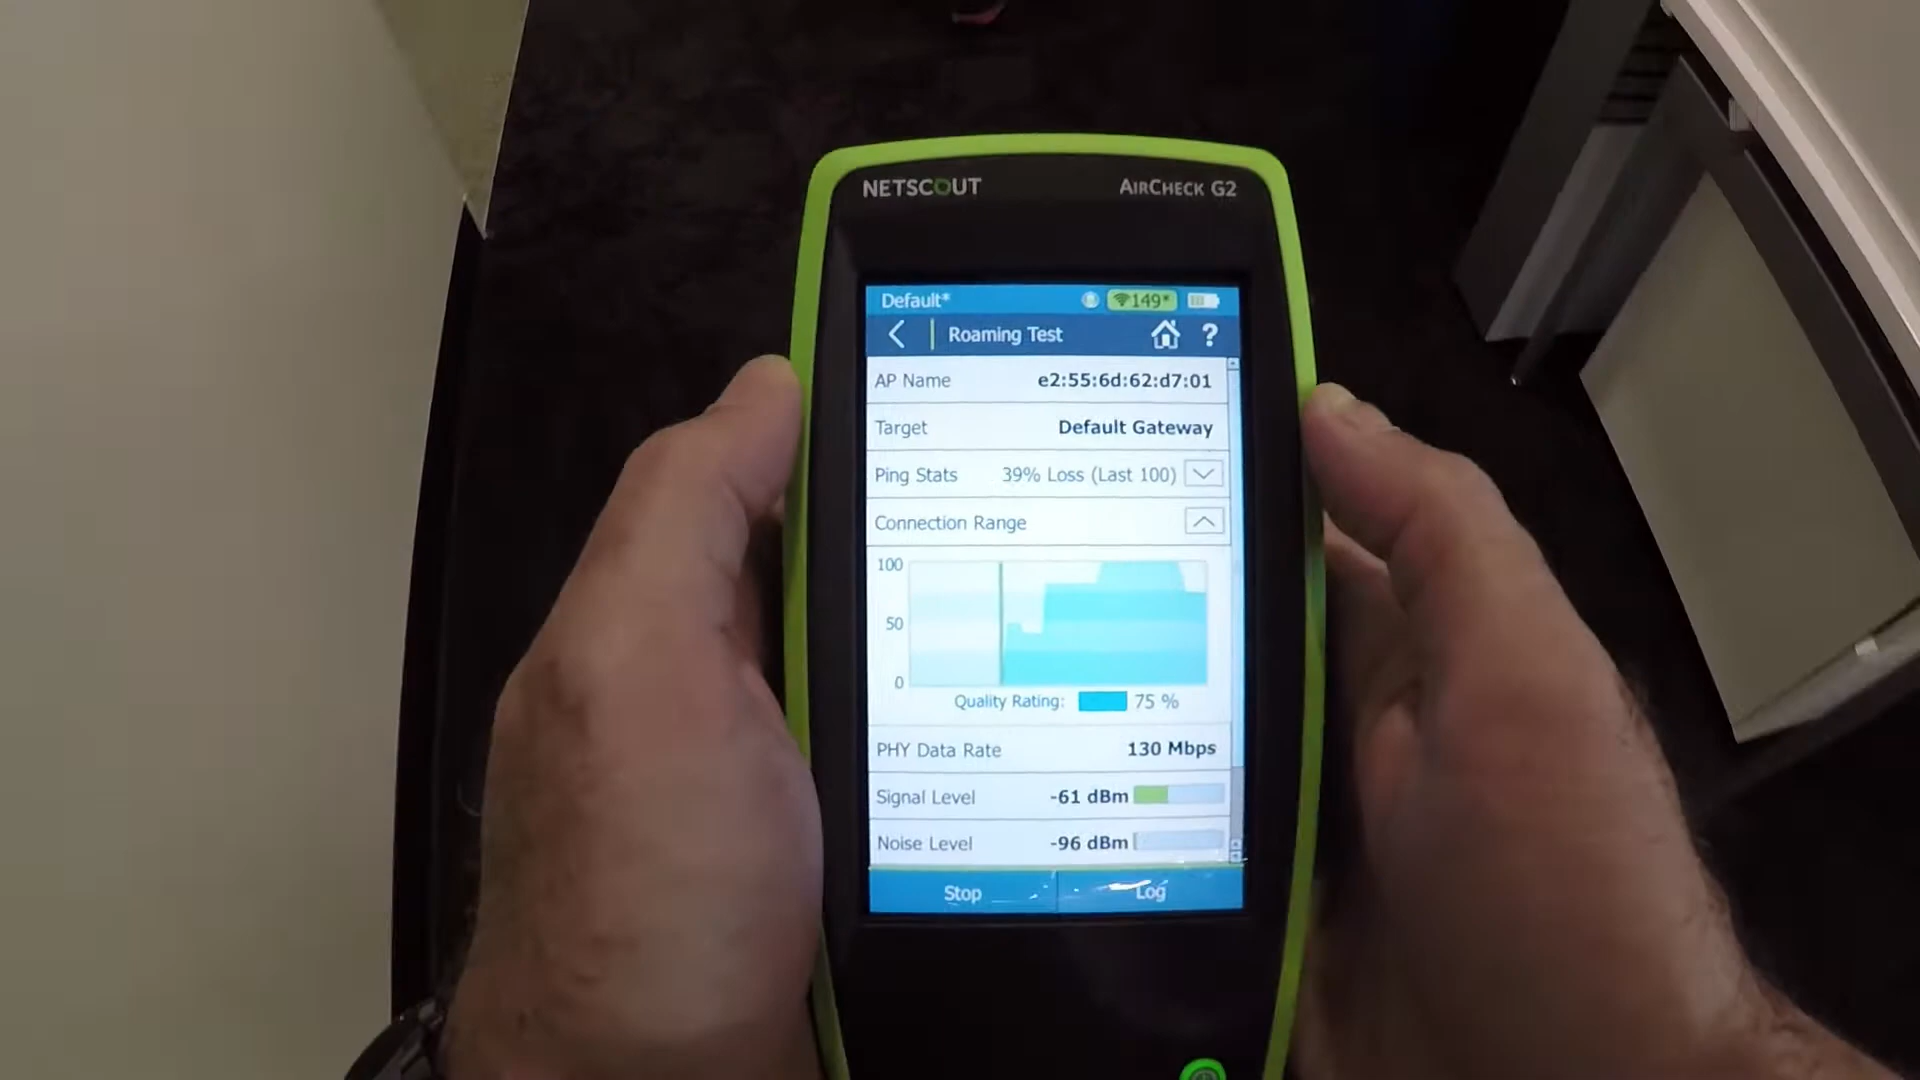 NETSCOUT AIRCHECK G2
Default* 149*
Roaming Test ?
AP Name e2:55:6d:62:d7:01
Target Default Gateway
Ping Stats 39% Loss (Last 100)
Connection Range
100
50
0
Quality Rating: 75 %
PHY Data Rate 130 Mbps
Signal Level -61 dBm
Noise Level -96 dBm
Stop Log